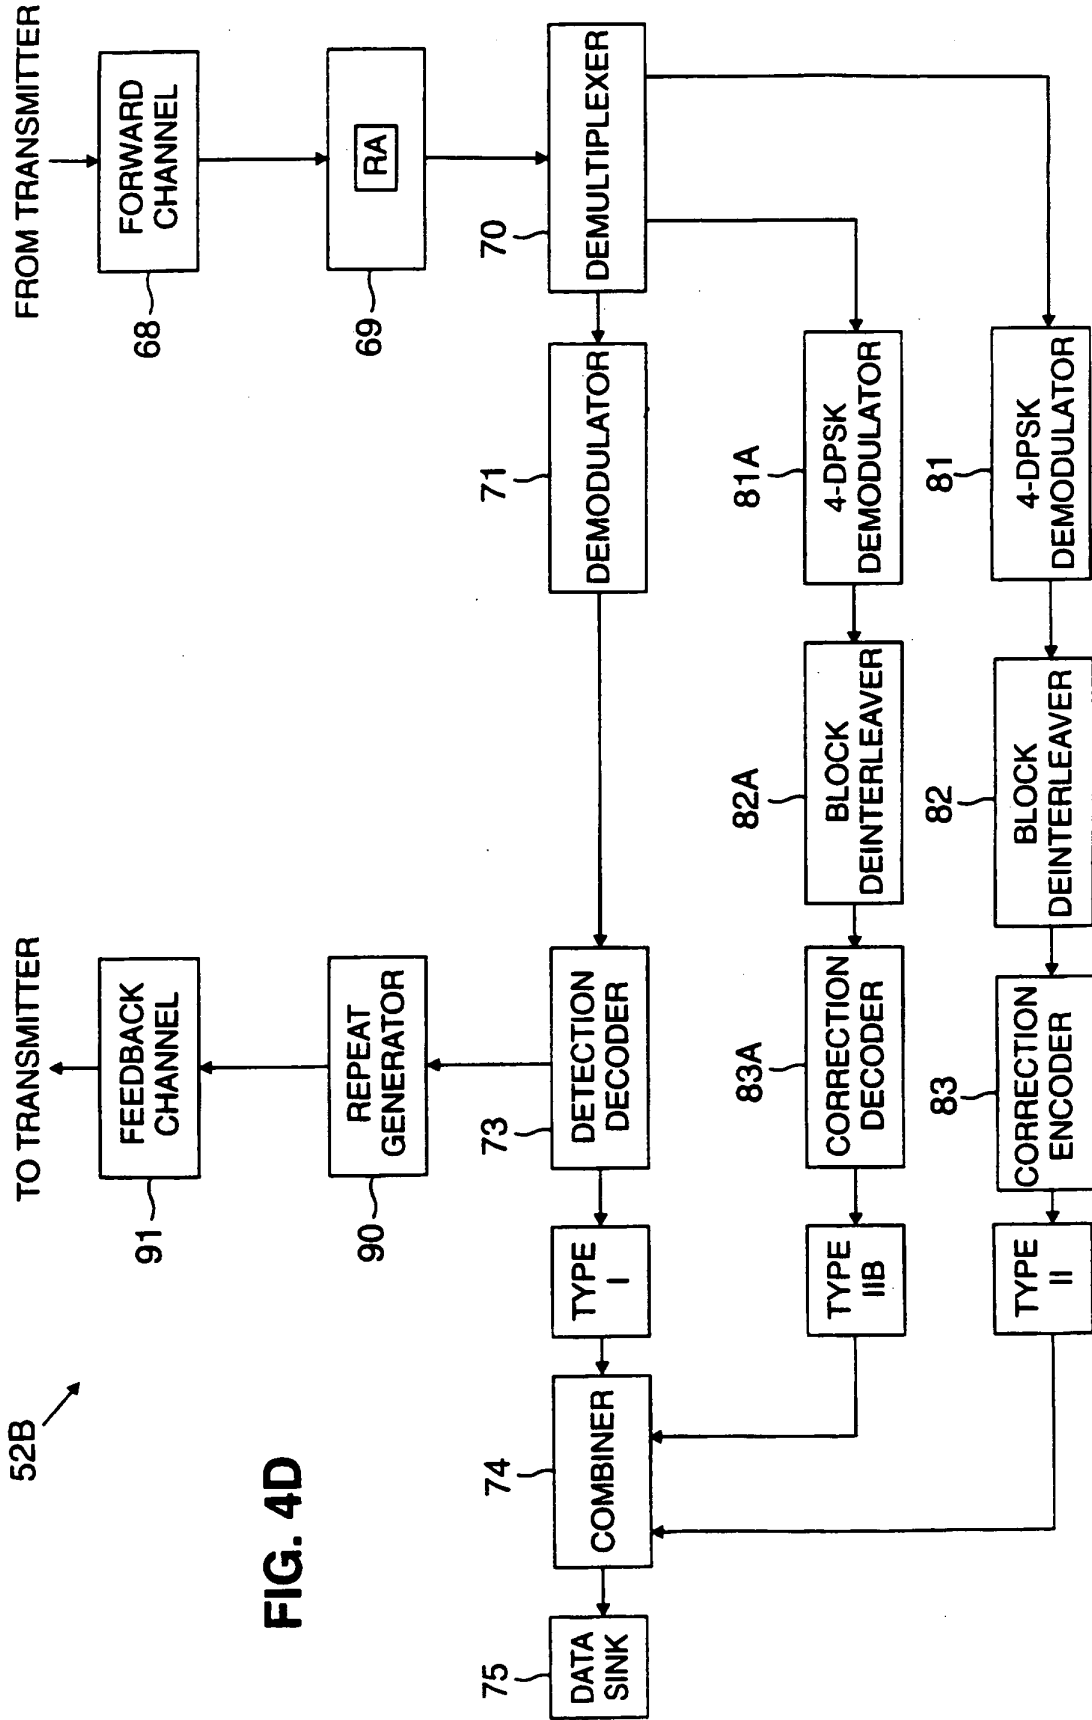 FROM TRANSMITTER
FORWARD
CHANNEL
68
RA
69
DEMULTIPLEXER
70
DEMODULATOR
71
4-DPSK
DEMODULATOR
81A
4-DPSK
DEMODULATOR
81
BLOCK
DEINTERLEAVER
82A
BLOCK
DEINTERLEAVER
82
TO TRANSMITTER
FEEDBACK
CHANNEL
91
REPEAT
GENERATOR
90
DETECTION
DECODER
73
CORRECTION
DECODER
83A
CORRECTION
ENCODER
83
TYPE
I
TYPE
IIB
TYPE
II
COMBINER
74
DATA
SINK
75
52B
FIG. 4D